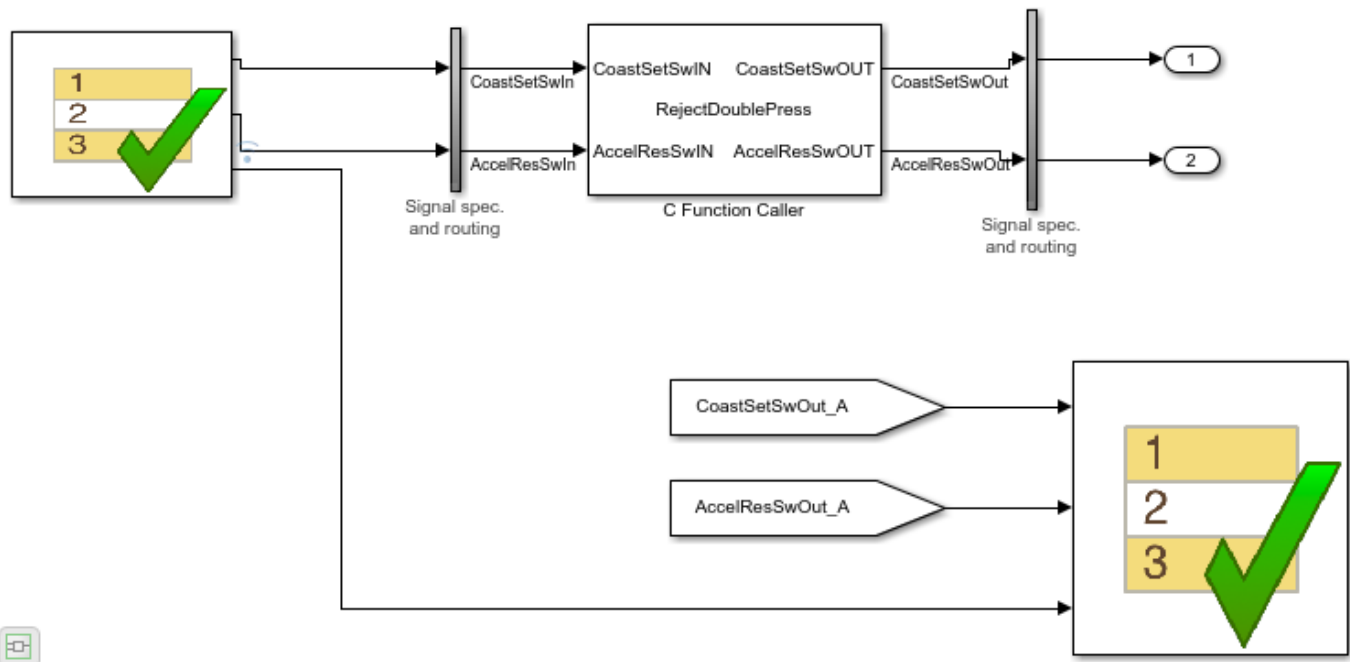 1
2
3
CoastSetSwIn
AccelResSwIn
Signal spec.
and routing
CoastSetSwIN CoastSetSwOUT
RejectDoublePress
AccelResSwIN AccelResSwOUT
C Function Caller
CoastSetSwOut
AccelResSwOut
Signal spec.
and routing
1
2
CoastSetSwOut_A
AccelResSwOut_A
1
2
3